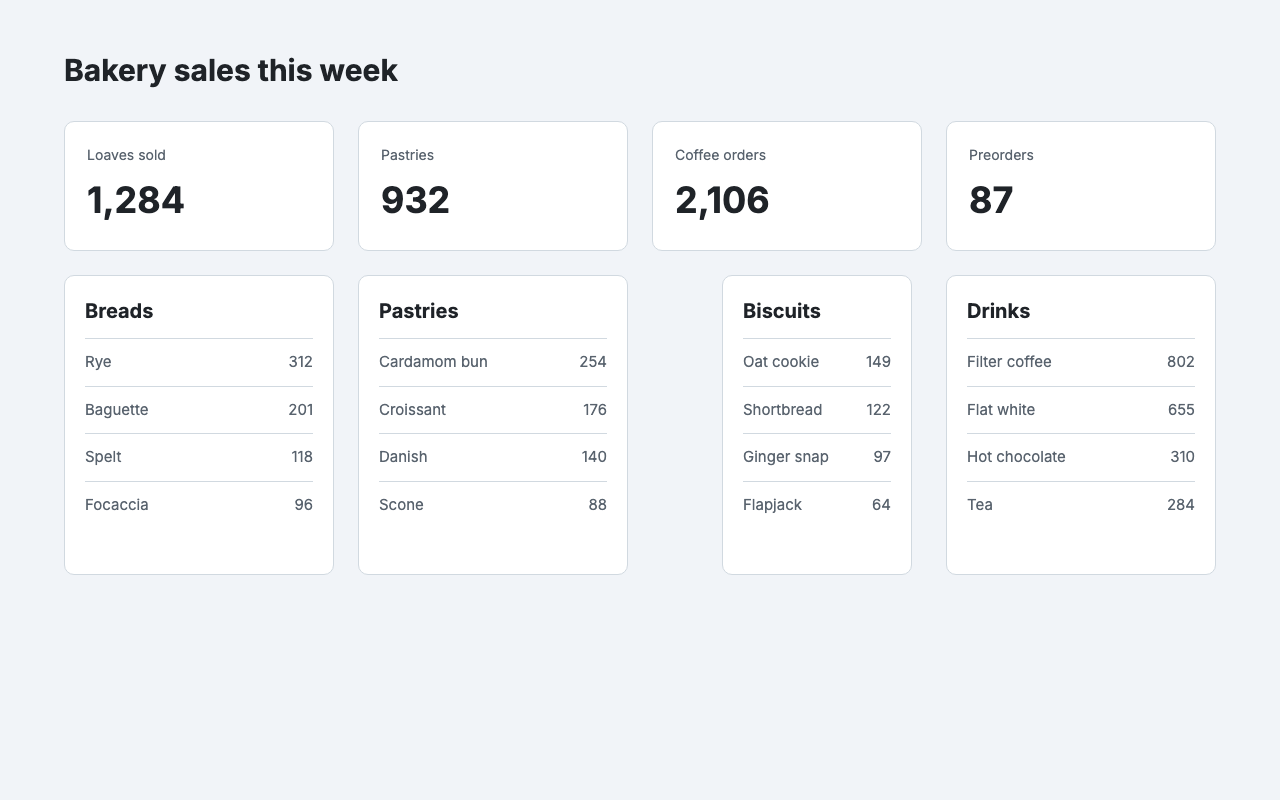 Bakery sales this week
Loaves sold
1,284
Pastries
932
Coffee orders
2,106
Preorders
87
Breads
Rye 312
Baguette 201
Spelt 118
Focaccia 96
Pastries
Cardamom bun 254
Croissant 176
Danish 140
Scone 88
Biscuits
Oat cookie 149
Shortbread 122
Ginger snap 97
Flapjack 64
Drinks
Filter coffee 802
Flat white 655
Hot chocolate 310
Tea 284